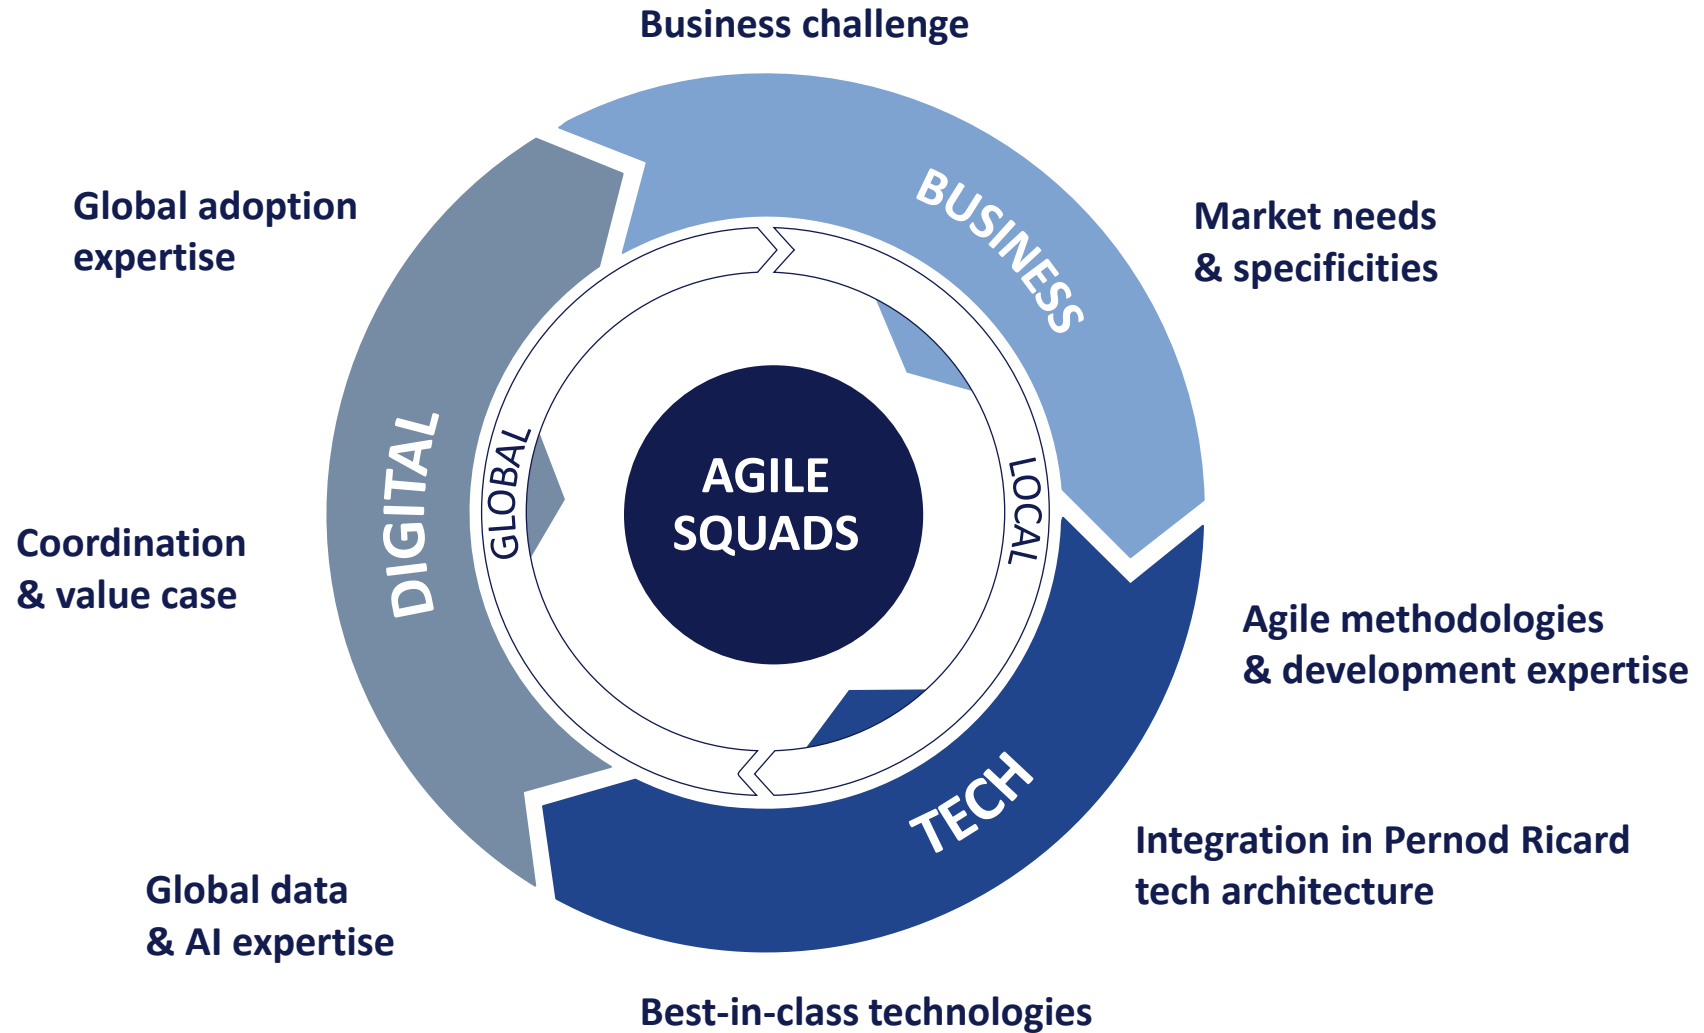 Business challenge
Global adoption
expertise
BUSINESS
Market needs
& specificities
DIGITAL
GLOBAL
AGILE
SQUADS
LOCAL
Coordination
& value case
Agile methodologies
& development expertise
TECH
Integration in Pernod Ricard
tech architecture
Global data
& AI expertise
Best-in-class technologies